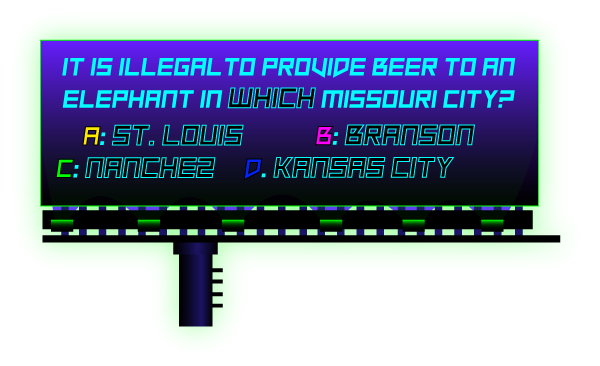 IT IS ILLEGAL TO PROVIDE BEER TO AN
ELEPHANT IN WHICH MISSOURI CITY?
A: ST. LOUIS B: BRANSON
C: NANCHEZ D. KANSAS CITY